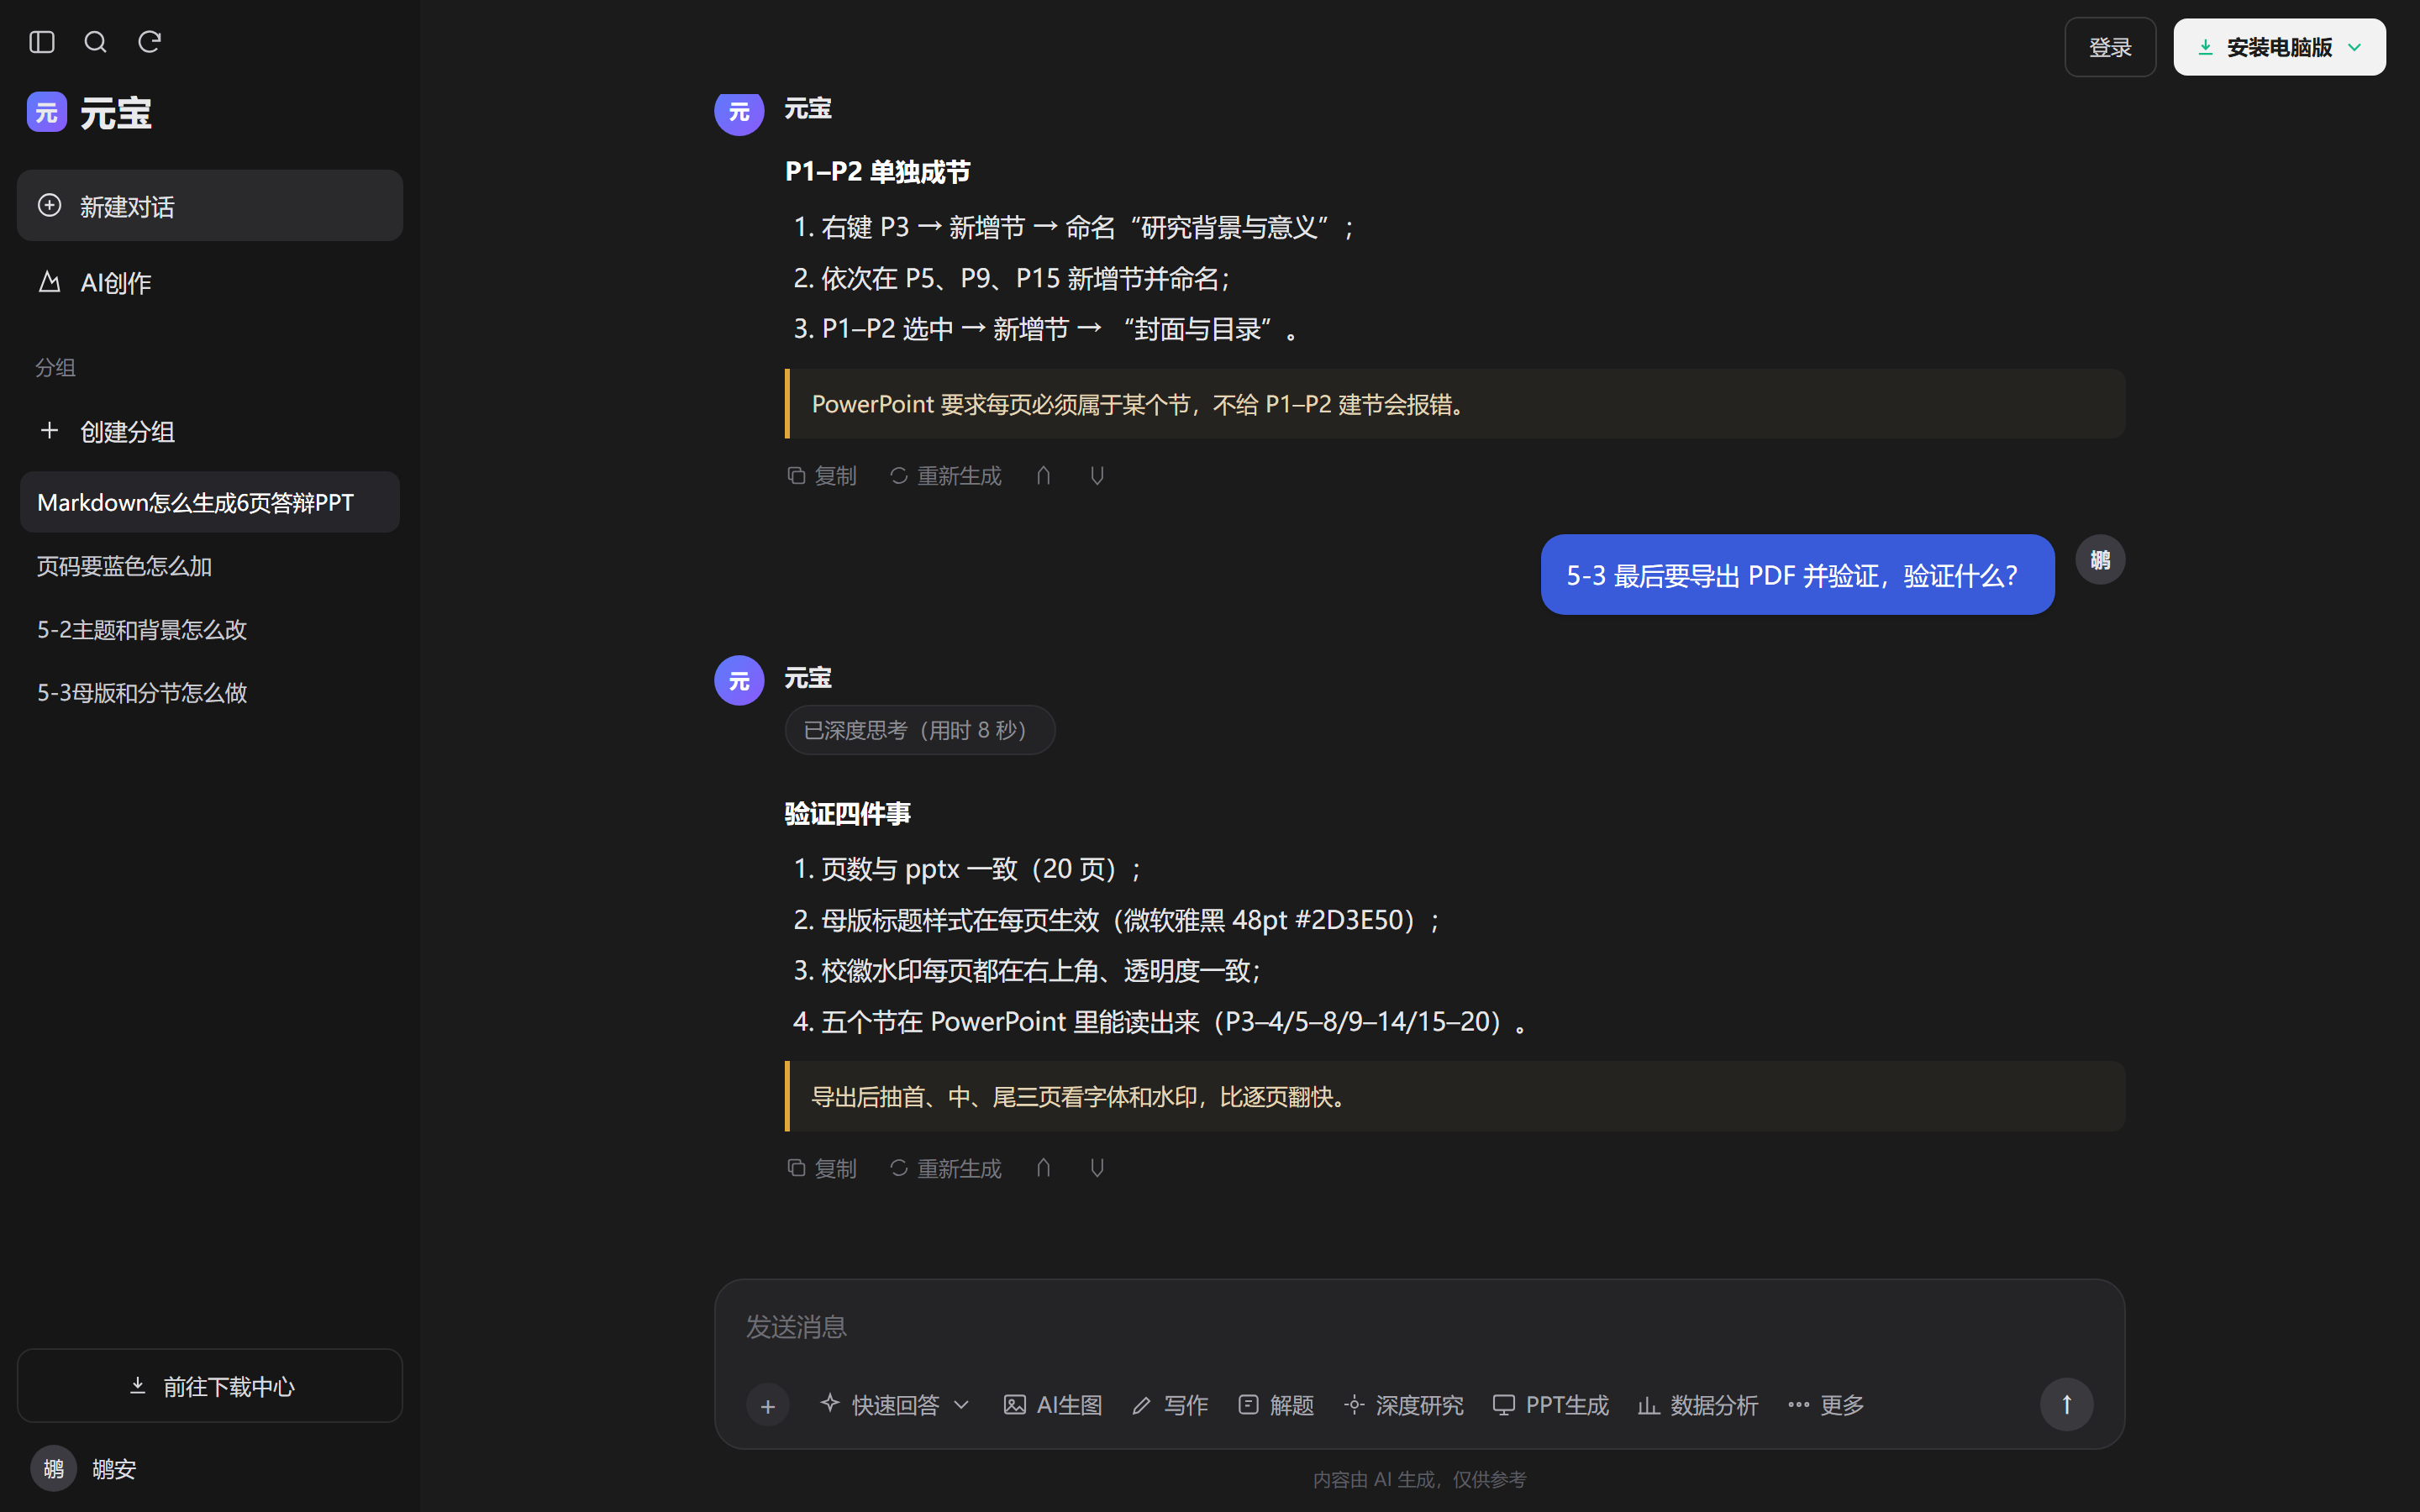 元 元宝
新建对话
AI创作
分组
创建分组
Markdown怎么生成6页答辩PPT
页码要蓝色怎么加
5-2主题和背景怎么改
5-3母版和分节怎么做
前往下载中心
鹕 鹕安
登录
安装电脑版
元 元宝
P1–P2 单独成节
1. 右键 P3 → 新增节 → 命名“研究背景与意义”；
2. 依次在 P5、P9、P15 新增节并命名；
3. P1–P2 选中 → 新增节 → “封面与目录”。
PowerPoint 要求每页必须属于某个节，不给 P1–P2 建节会报错。
复制 重新生成
5-3 最后要导出 PDF 并验证，验证什么？
鹕
元 元宝
已深度思考（用时 8 秒）
验证四件事
1. 页数与 pptx 一致（20 页）；
2. 母版标题样式在每页生效（微软雅黑 48pt #2D3E50）；
3. 校徽水印每页都在右上角、透明度一致；
4. 五个节在 PowerPoint 里能读出来（P3–4/5–8/9–14/15–20）。
导出后抽首、中、尾三页看字体和水印，比逐页翻快。
复制 重新生成
发送消息
快速回答 AI生图 写作 解题 深度研究 PPT生成 数据分析 更多
内容由 AI 生成，仅供参考